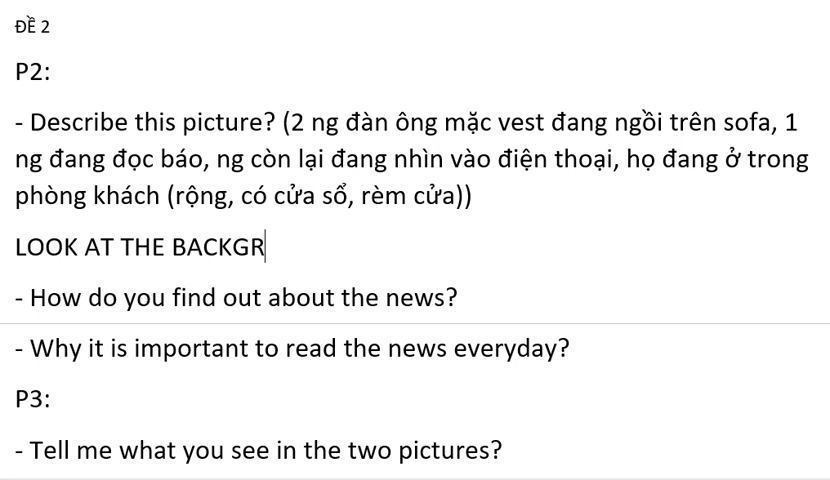 ĐỀ 2
P2:
- Describe this picture? (2 ng đàn ông mặc vest đang ngồi trên sofa, 1
ng đang đọc báo, ng còn lại đang nhìn vào điện thoại, họ đang ở trong
phòng khách (rộng, có cửa sổ, rèm cửa))
LOOK AT THE BACKGR
- How do you find out about the news?
- Why it is important to read the news everyday?
P3:
- Tell me what you see in the two pictures?